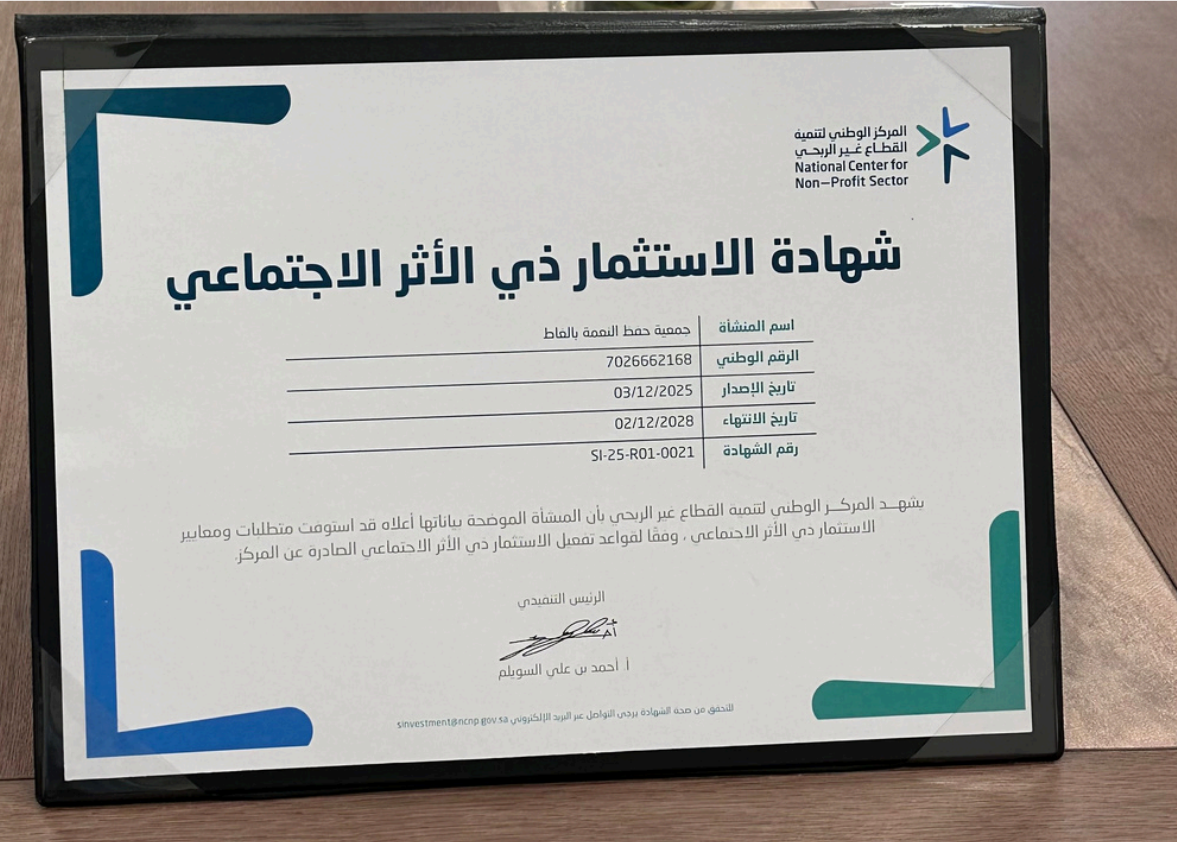 المركز الوطني لتنمية
القطاع غير الربحي
National Center for
Non-Profit Sector
شهادة الاستثمار ذي الأثر الاجتماعي
اسم المنشأة جمعية حفظ النعمة بالغاط
الرقم الوطني 7026662168
تاريخ الإصدار 03/12/2025
تاريخ الانتهاء 02/12/2028
رقم الشهادة SI-25-R01-0021
يشهد المركز الوطني لتنمية القطاع غير الربحي بأن المنشأة الموضحة بياناتها أعلاه قد استوفت متطلبات ومعايير
الاستثمار ذي الأثر الاجتماعي ، وفقًا لقواعد تفعيل الاستثمار ذي الأثر الاجتماعي الصادرة عن المركز.
الرئيس التنفيذي
أ. أحمد بن علي السويلم
للتحقق من صحة الشهادة يرجى التواصل عبر البريد الإلكتروني sinvestment@ncnp.gov.sa